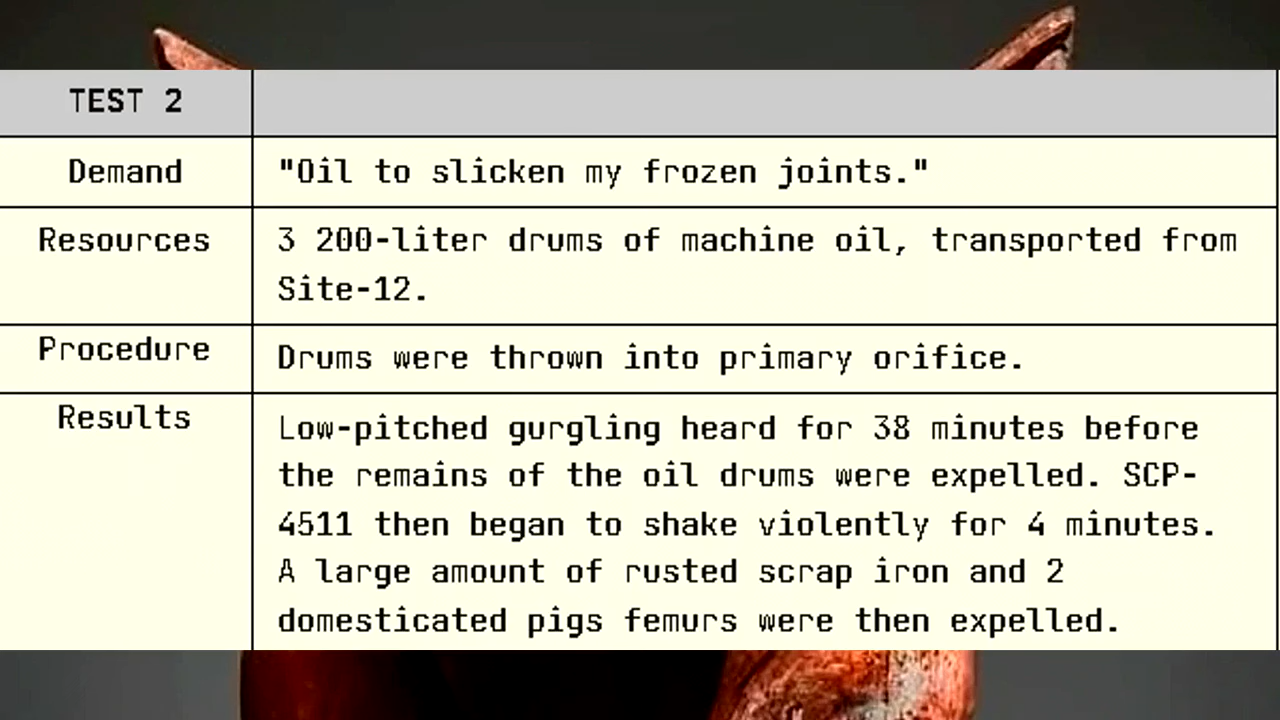 TEST 2
Demand
"Oil to slicken my frozen joints."
Resources
3 200-liter drums of machine oil, transported from
Site-12.
Procedure
Drums were thrown into primary orifice.
Results
Low-pitched gurgling heard for 38 minutes before
the remains of the oil drums were expelled. SCP-
4511 then began to shake violently for 4 minutes.
A large amount of rusted scrap iron and 2
domesticated pigs femurs were then expelled.